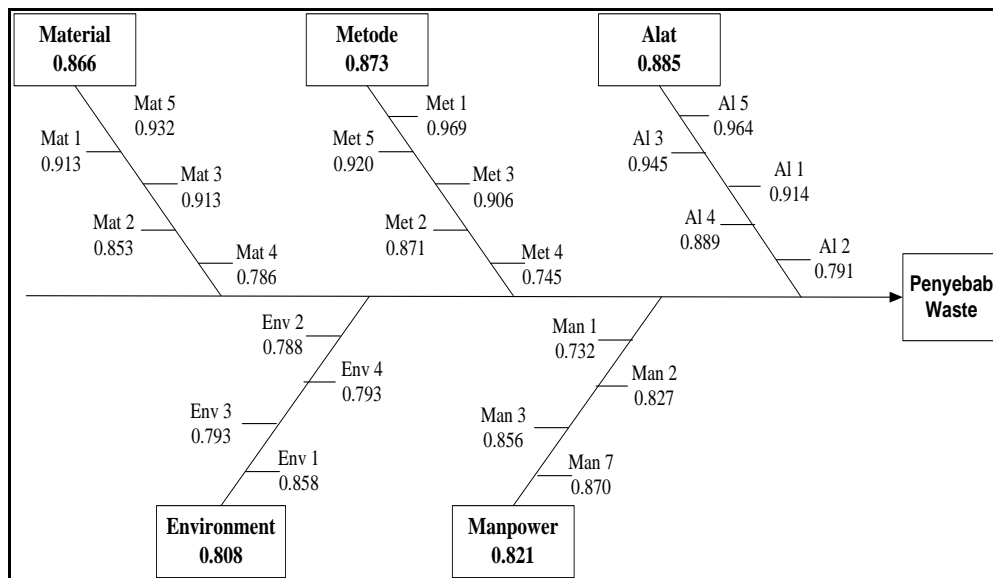 Material
0.866
Metode
0.873
Alat
0.885
Mat 5
0.932
Mat 1
0.913
Mat 3
0.913
Mat 2
0.853
Mat 4
0.786
Met 1
0.969
Met 5
0.920
Met 3
0.906
Met 2
0.871
Met 4
0.745
Al 5
0.964
Al 3
0.945
Al 1
0.914
Al 4
0.889
Al 2
0.791
Penyebab
Waste
Env 2
0.788
Env 4
0.793
Env 3
0.793
Env 1
0.858
Man 1
0.732
Man 2
0.827
Man 3
0.856
Man 7
0.870
Environment
0.808
Manpower
0.821